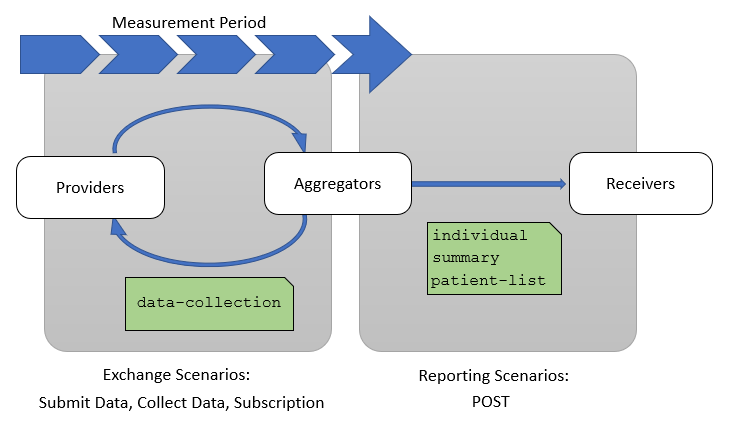 Measurement Period
Providers
Aggregators
Receivers
individual
summary
patient-list
data-collection
Exchange Scenarios:
Submit Data, Collect Data, Subscription
Reporting Scenarios:
POST